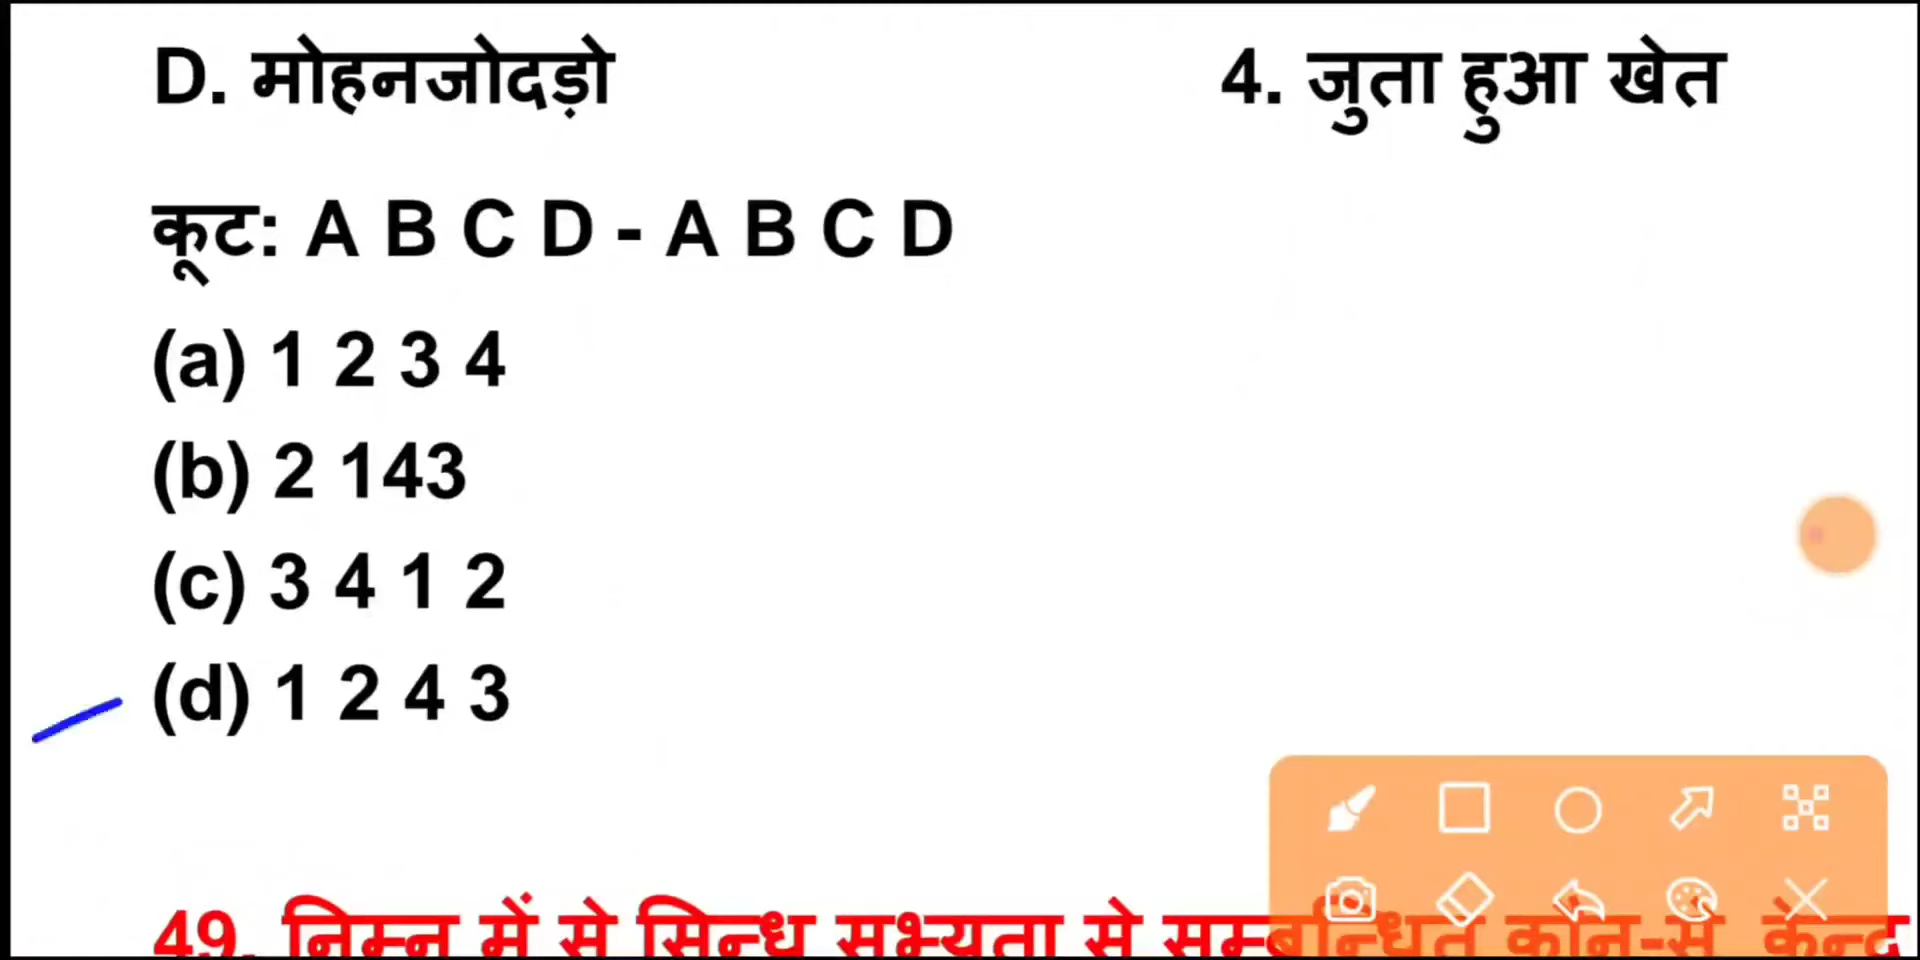 D. मोहनजोदड़ो
4. जुता हुआ खेत
कूट: A B C D - A B C D
(a) 1 2 3 4
(b) 2 143
(c) 3 4 1 2
(d) 1 2 4 3
49. निम्न में से सिन्ध सभ्यता से सम्बन्धित कौन-से केन्द्र